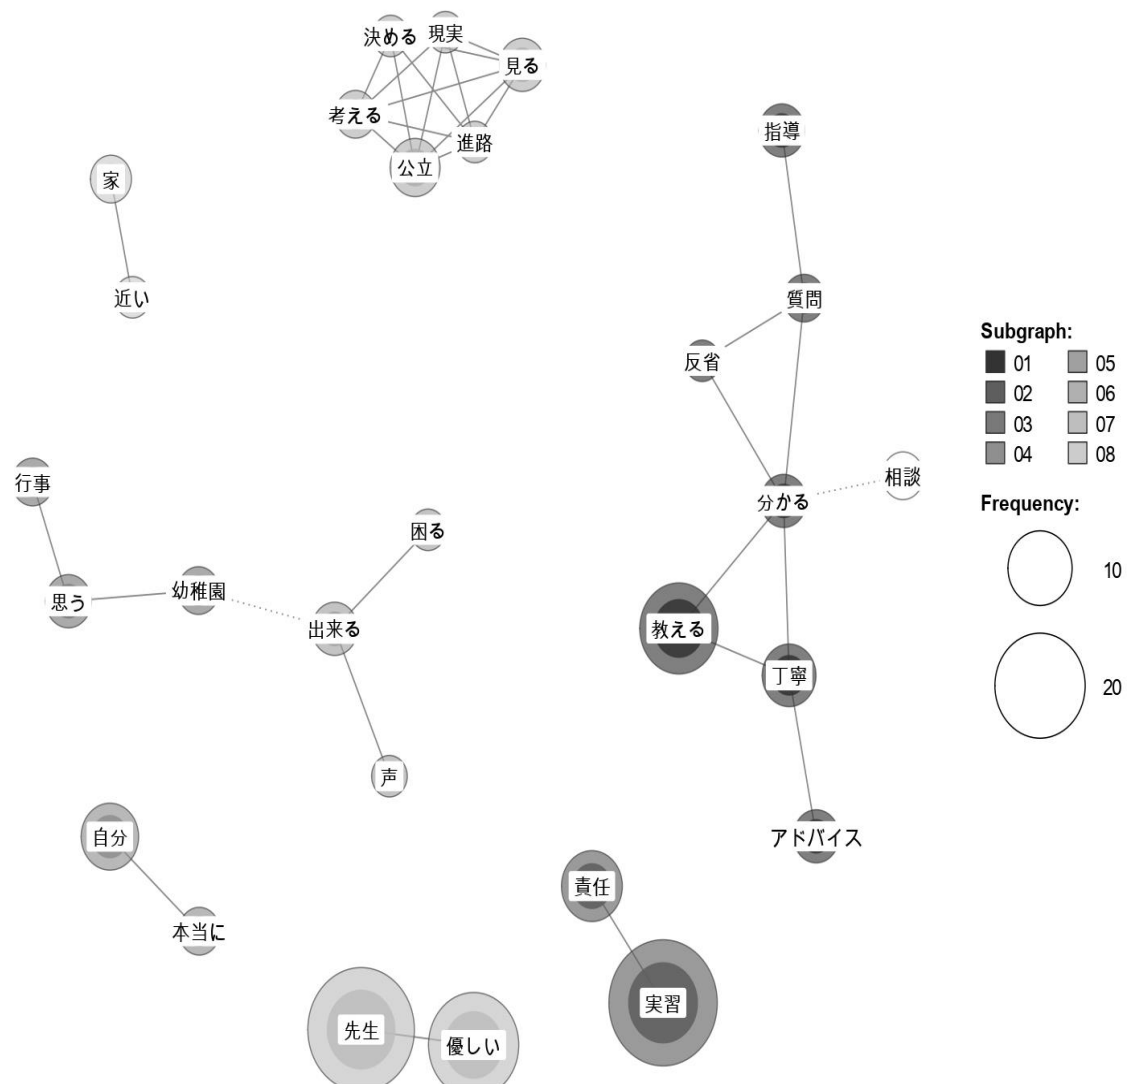 決める
現実
見る
考える
進路
公立
指導
家
近い
質問
反省
相談
分かる
行事
困る
思う
幼稚園
出来る
教える
丁寧
声
自分
アドバイス
責任
本当に
実習
先生
優しい
Subgraph:
01
05
02
06
03
07
04
08
Frequency:
10
20